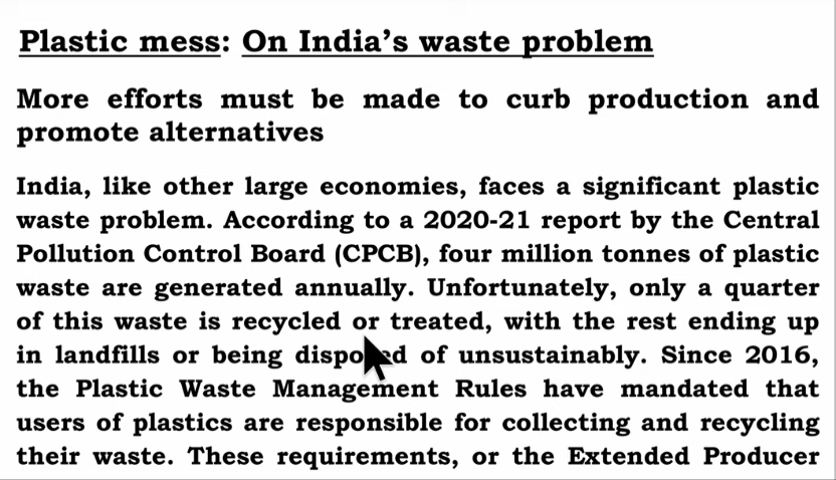 Plastic mess: On India's waste problem
More efforts must be made to curb production and
promote alternatives
India, like other large economies, faces a significant plastic
waste problem. According to a 2020-21 report by the Central
Pollution Control Board (CPCB), four million tonnes of plastic
waste are generated annually. Unfortunately, only a quarter
of this waste is recycled or treated, with the rest ending up
in landfills or being disposed of unsustainably. Since 2016,
the Plastic Waste Management Rules have mandated that
users of plastics are responsible for collecting and recycling
their waste. These requirements, or the Extended Producer